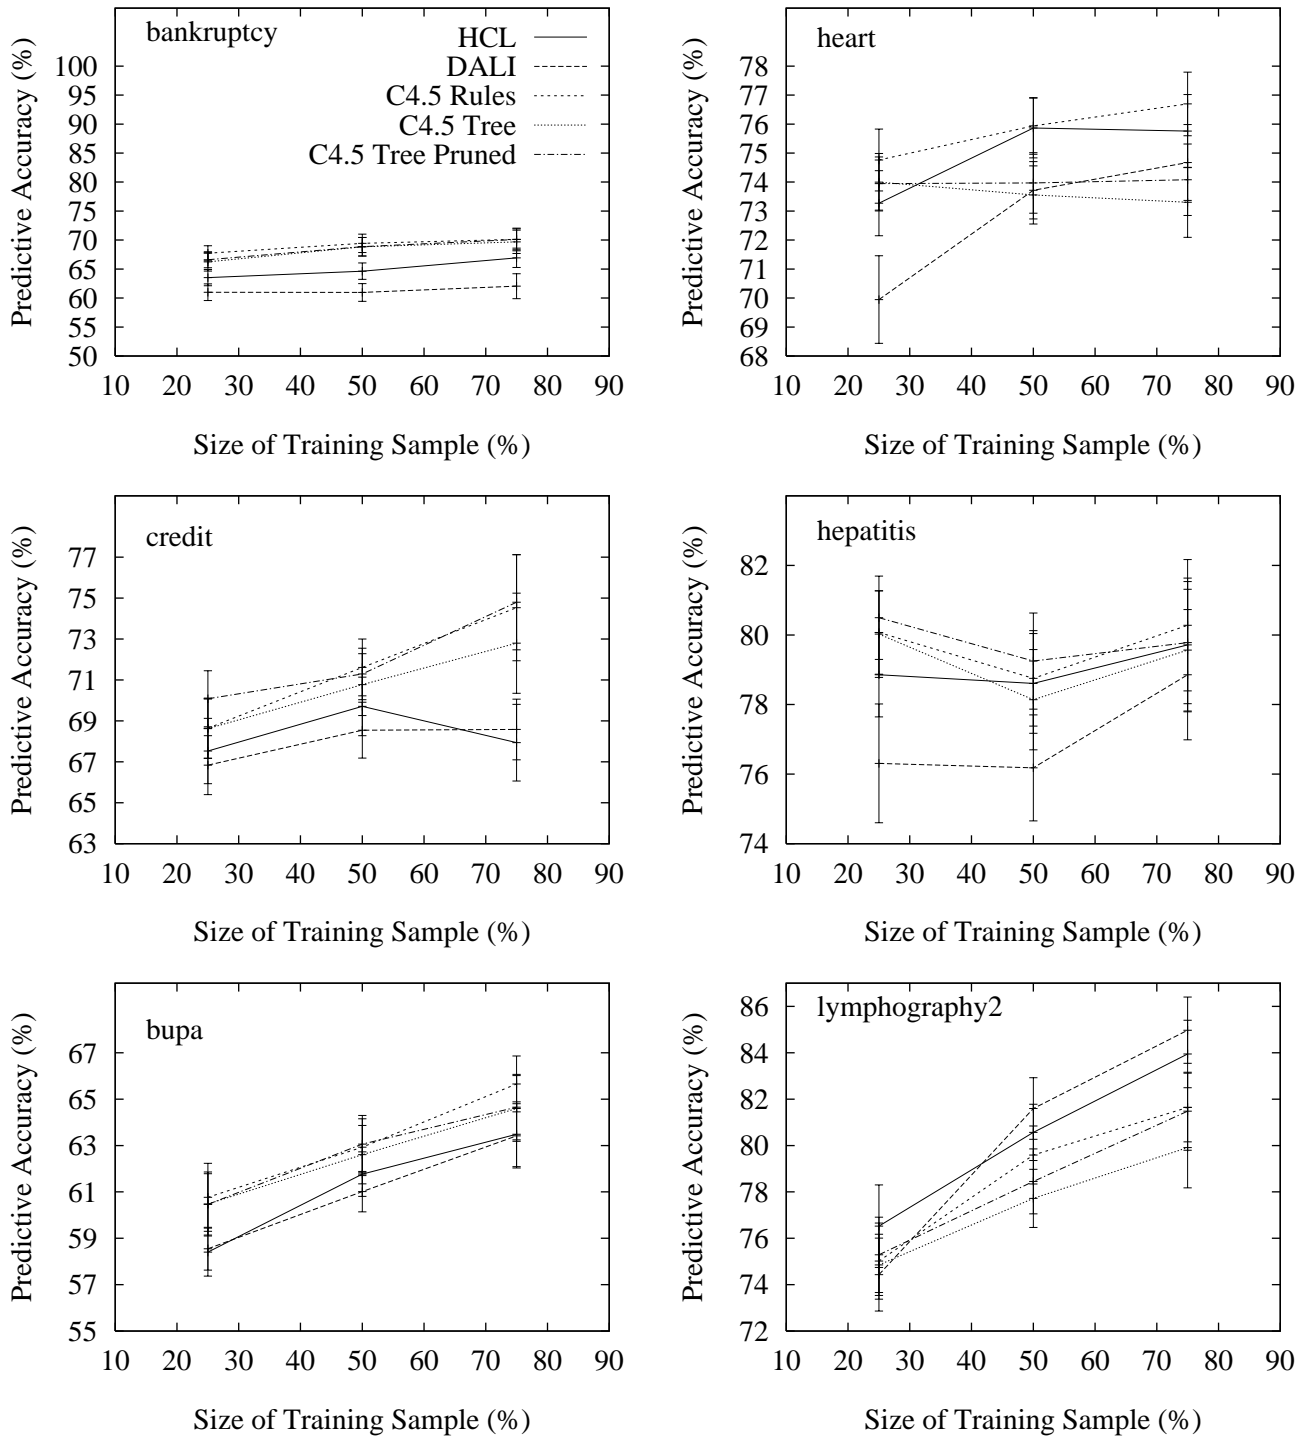 bankruptcy
HCL
DALI
C4.5 Rules
C4.5 Tree
C4.5 Tree Pruned
Predictive Accuracy (%)
100
95
90
85
80
75
70
65
60
55
50
10 20 30 40 50 60 70 80 90
Size of Training Sample (%)
heart
Predictive Accuracy (%)
78
77
76
75
74
73
72
71
70
69
68
10 20 30 40 50 60 70 80 90
Size of Training Sample (%)
credit
Predictive Accuracy (%)
77
75
73
71
69
67
65
63
10 20 30 40 50 60 70 80 90
Size of Training Sample (%)
hepatitis
Predictive Accuracy (%)
82
80
78
76
74
10 20 30 40 50 60 70 80 90
Size of Training Sample (%)
bupa
Predictive Accuracy (%)
67
65
63
61
59
57
55
10 20 30 40 50 60 70 80 90
Size of Training Sample (%)
lymphography2
Predictive Accuracy (%)
86
84
82
80
78
76
74
72
10 20 30 40 50 60 70 80 90
Size of Training Sample (%)